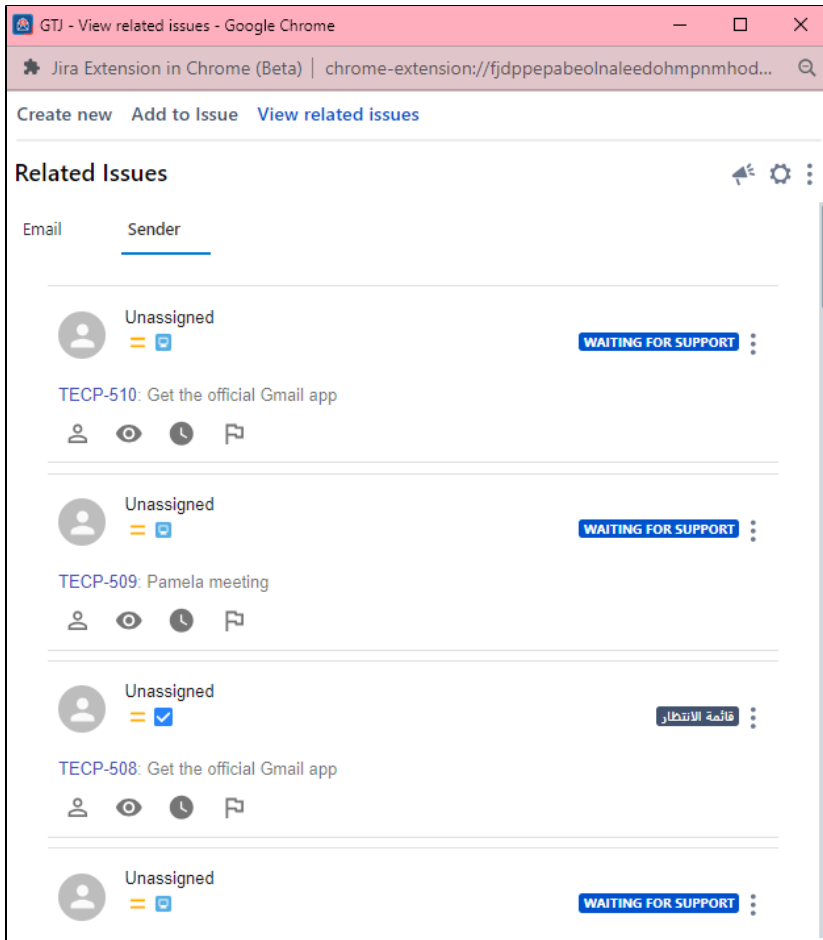 GTJ - View related issues - Google Chrome
Jira Extension in Chrome (Beta) | chrome-extension://fjdppepabeolnaleedohmpnmhod...
Create new Add to Issue View related issues
Related Issues
Email Sender
Unassigned
WAITING FOR SUPPORT
TECP-510: Get the official Gmail app
Unassigned
WAITING FOR SUPPORT
TECP-509: Pamela meeting
Unassigned
قائمة الانتظار
TECP-508: Get the official Gmail app
Unassigned
WAITING FOR SUPPORT